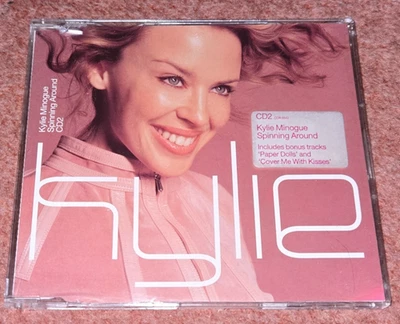 Kylie Minogue
Spinning Around
CD2
CD2
Kylie Minogue
Spinning Around
Includes bonus tracks
'Paper Dolls' and
'Cover Me With Kisses'
kylie